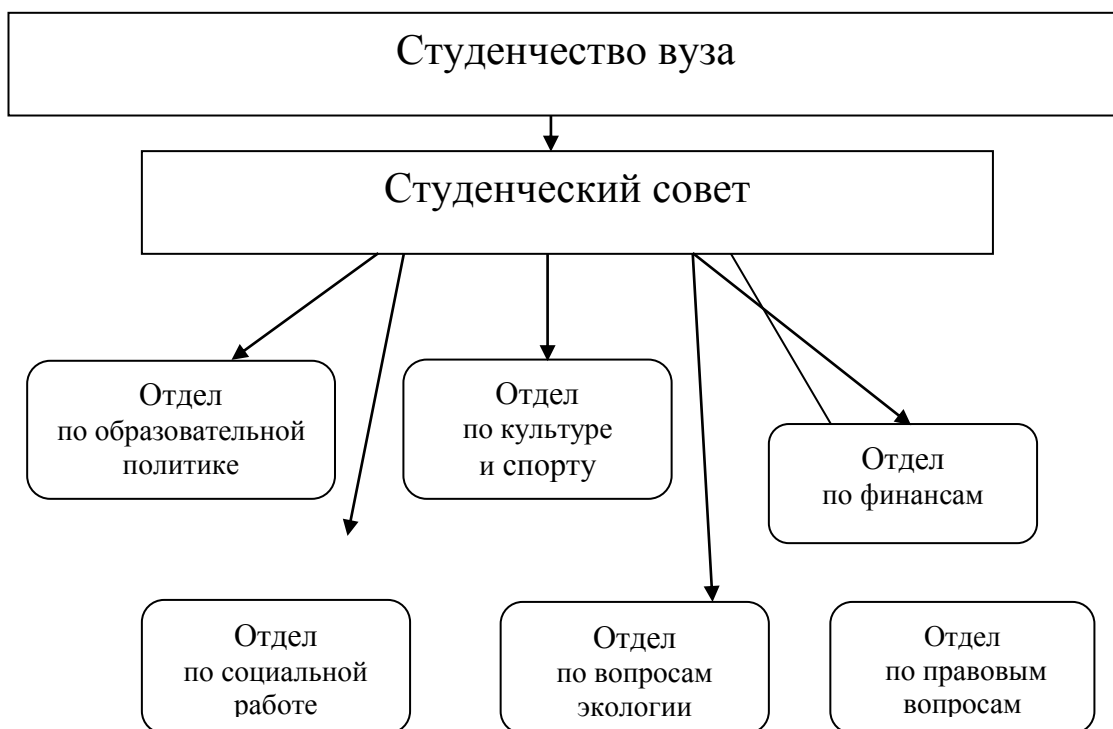 Студенчество вуза
Студенческий совет
Отдел
по образовательной
политике
Отдел
по культуре
и спорту
Отдел
по финансам
Отдел
по социальной
работе
Отдел
по вопросам
экологии
Отдел
по правовым
вопросам